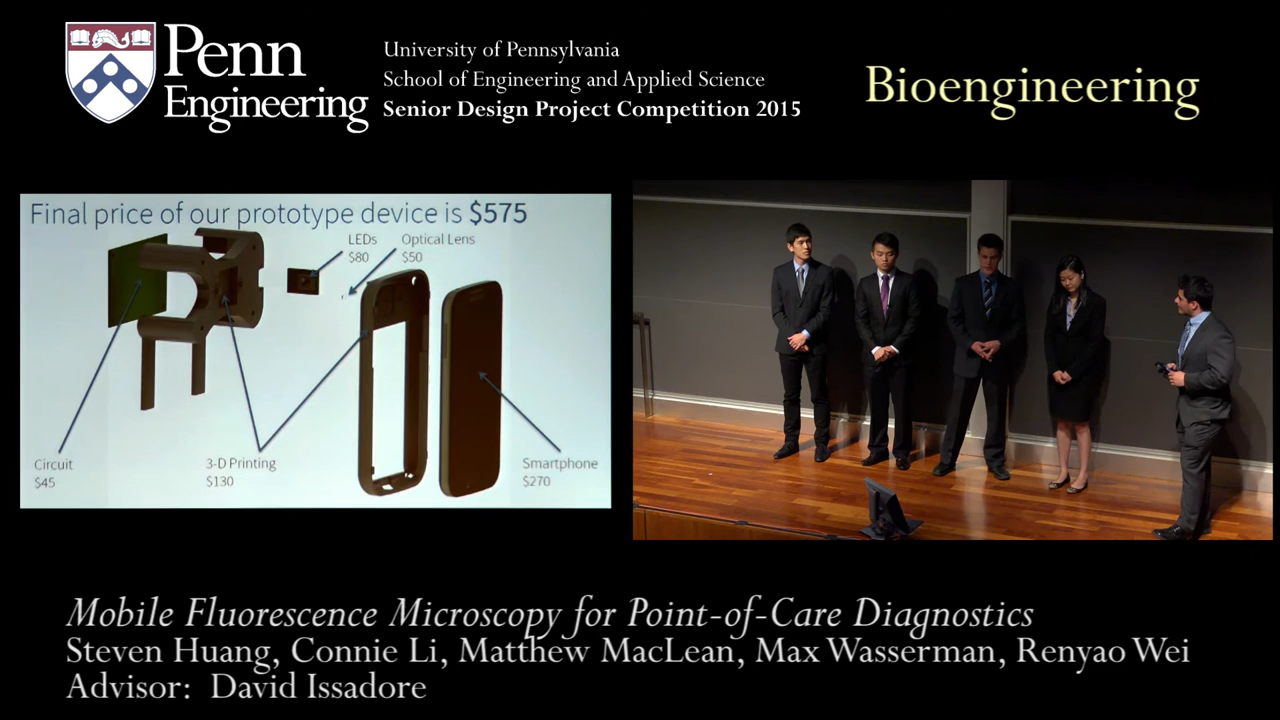 Penn
Engineering
University of Pennsylvania
School of Engineering and Applied Science
Senior Design Project Competition 2015
Bioengineering
Final price of our prototype device is $575
LEDs
$80
Optical Lens
$50
Circuit
$45
3-D Printing
$130
Smartphone
$270
Mobile Fluorescence Microscopy for Point-of-Care Diagnostics
Steven Huang, Connie Li, Matthew MacLean, Max Wasserman, Renyao Wei
Advisor: David Issadore